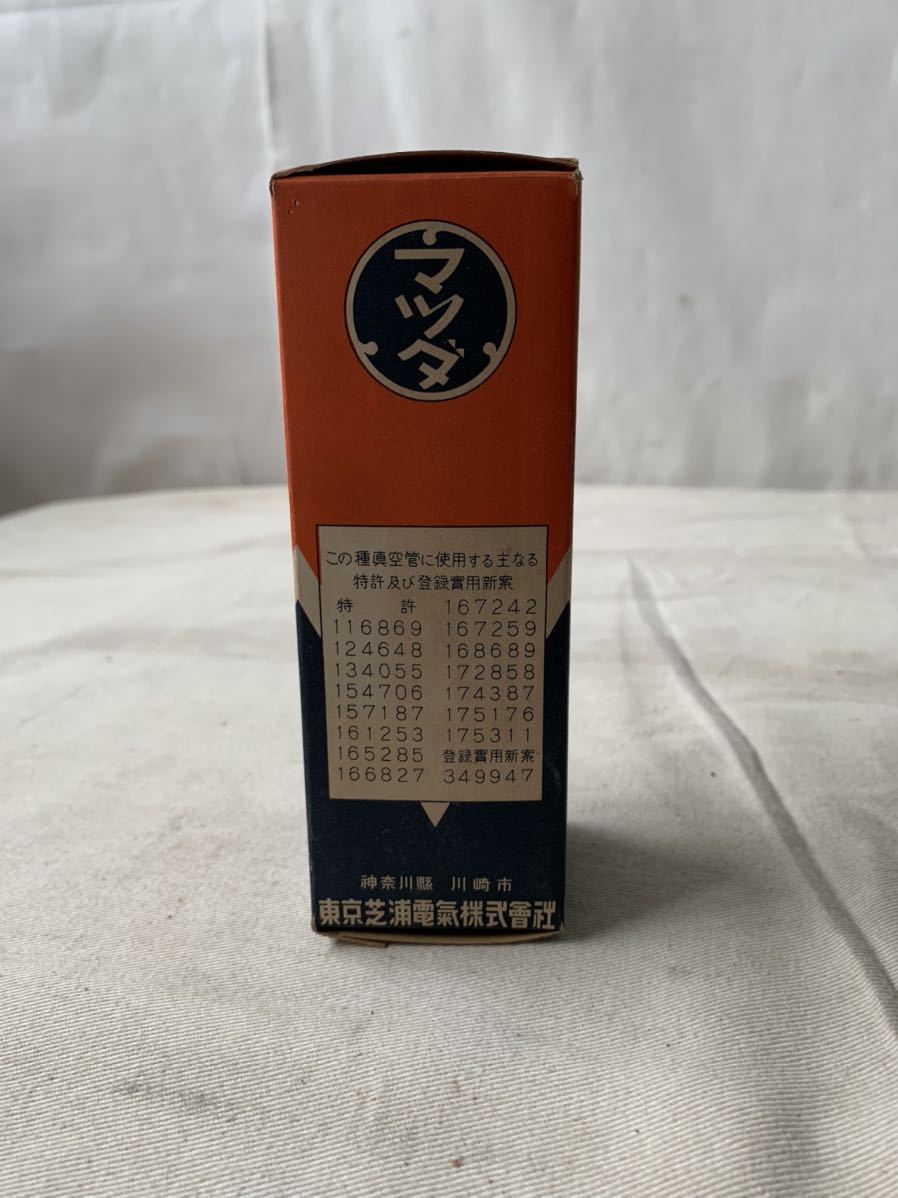 マツダ
この種真空管に使用する主なる
特許及び登録實用新案
特許 167242
116869 167259
124648 168689
134055 172858
154706 174387
157187 175176
161253 175311
165285 登録實用新案
166827 349947
神奈川縣 川崎市
東京芝浦電氣株式會社